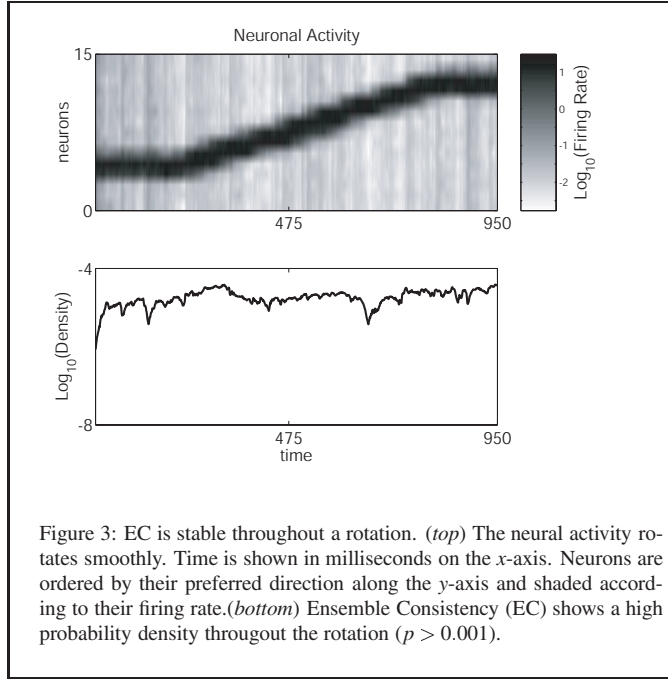 Neuronal Activity
15
neurons
0
475
950
1
0
-1
-2
Log10(Firing Rate)
-4
Log10(Density)
-8
475
950
time
Figure 3: EC is stable throughout a rotation. (top) The neural activity ro-
tates smoothly. Time is shown in milliseconds on the x-axis. Neurons are
ordered by their preferred direction along the y-axis and shaded accord-
ing to their firing rate.(bottom) Ensemble Consistency (EC) shows a high
probability density througout the rotation (p > 0.001).